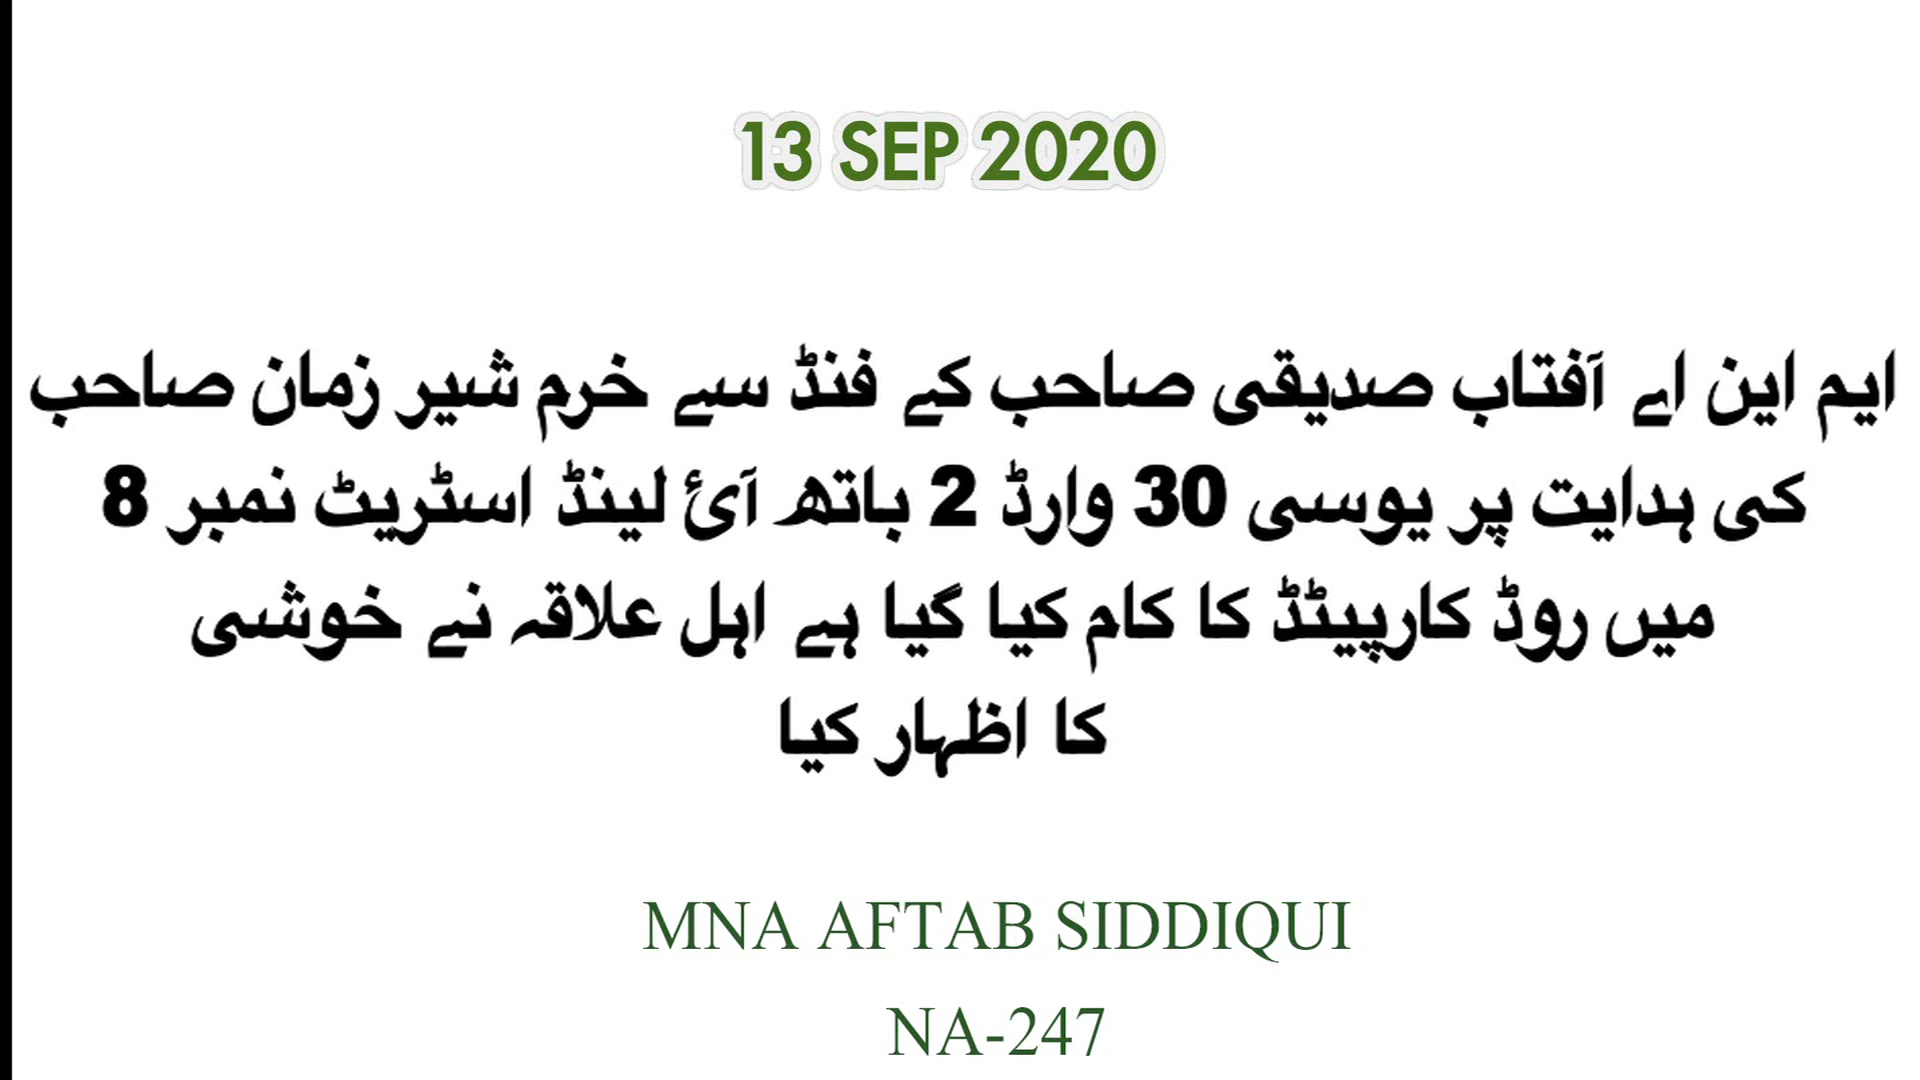 13 SEP 2020
ایم این اے آفتاب صدیقی صاحب کے فنڈ سے خرم شیر زمان صاحب
کی ہدایت پر یوسی 30 وارڈ 2 باتھ آئ لینڈ اسٹریٹ نمبر 8
میں روڈ کارپیٹڈ کا کام کیا گیا ہے اہل علاقہ نے خوشی
کا اظہار کیا
MNA AFTAB SIDDIQUI
NA-247